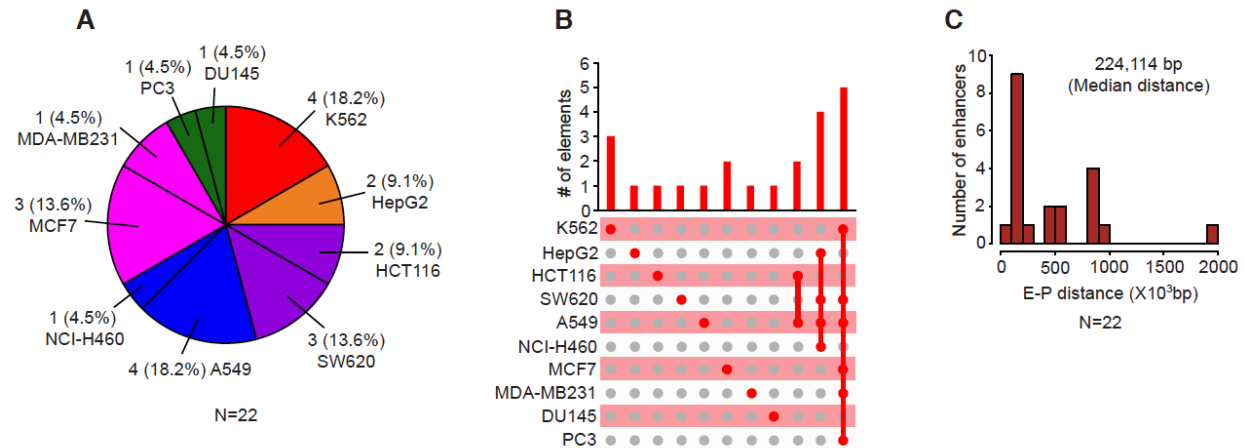 A
1 (4.5%)
DU145
1 (4.5%)
PC3
4 (18.2%)
K562
1 (4.5%)
MDA-MB231
2 (9.1%)
HepG2
3 (13.6%)
MCF7
2 (9.1%)
HCT116
1 (4.5%)
NCI-H460
3 (13.6%)
SW620
4 (18.2%) A549
N=22
B
# of elements
6
5
4
3
2
1
0
K562
HepG2
HCT116
SW620
A549
NCI-H460
MCF7
MDA-MB231
DU145
PC3
C
Number of enhancers
10
8
6
4
2
0
224,114 bp
(Median distance)
0 500 1000 1500 2000
E-P distance (X10³bp)
N=22